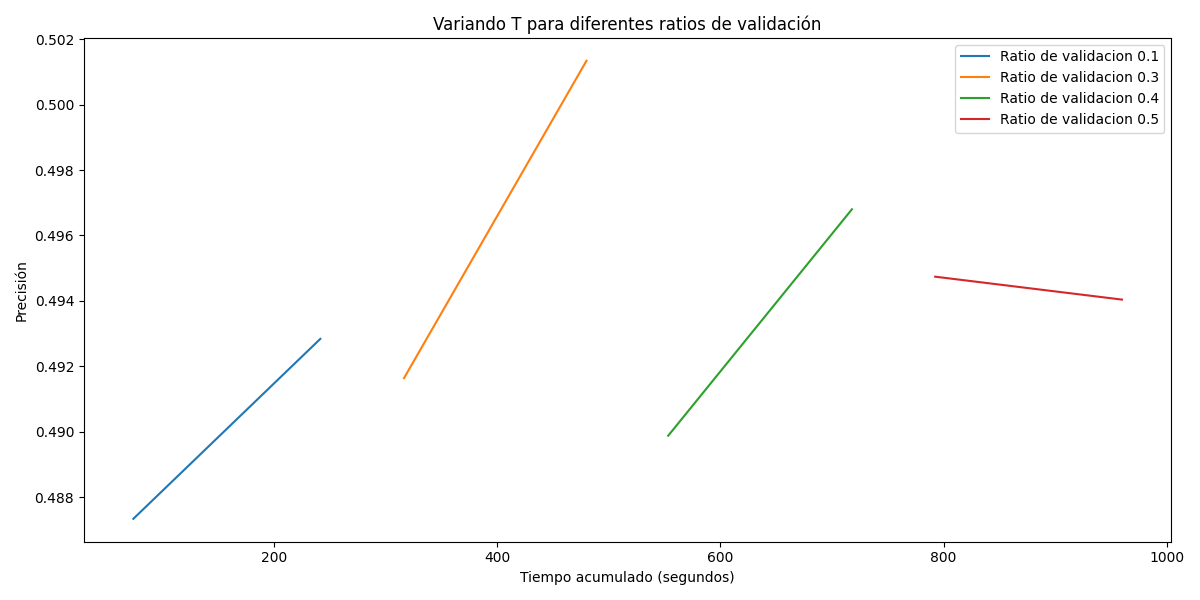 Variando T para diferentes ratios de validación
0.502
0.500
0.498
0.496
0.494
0.492
0.490
0.488
Precisión
Ratio de validacion 0.1
Ratio de validacion 0.3
Ratio de validacion 0.4
Ratio de validacion 0.5
200
400
600
800
1000
Tiempo acumulado (segundos)